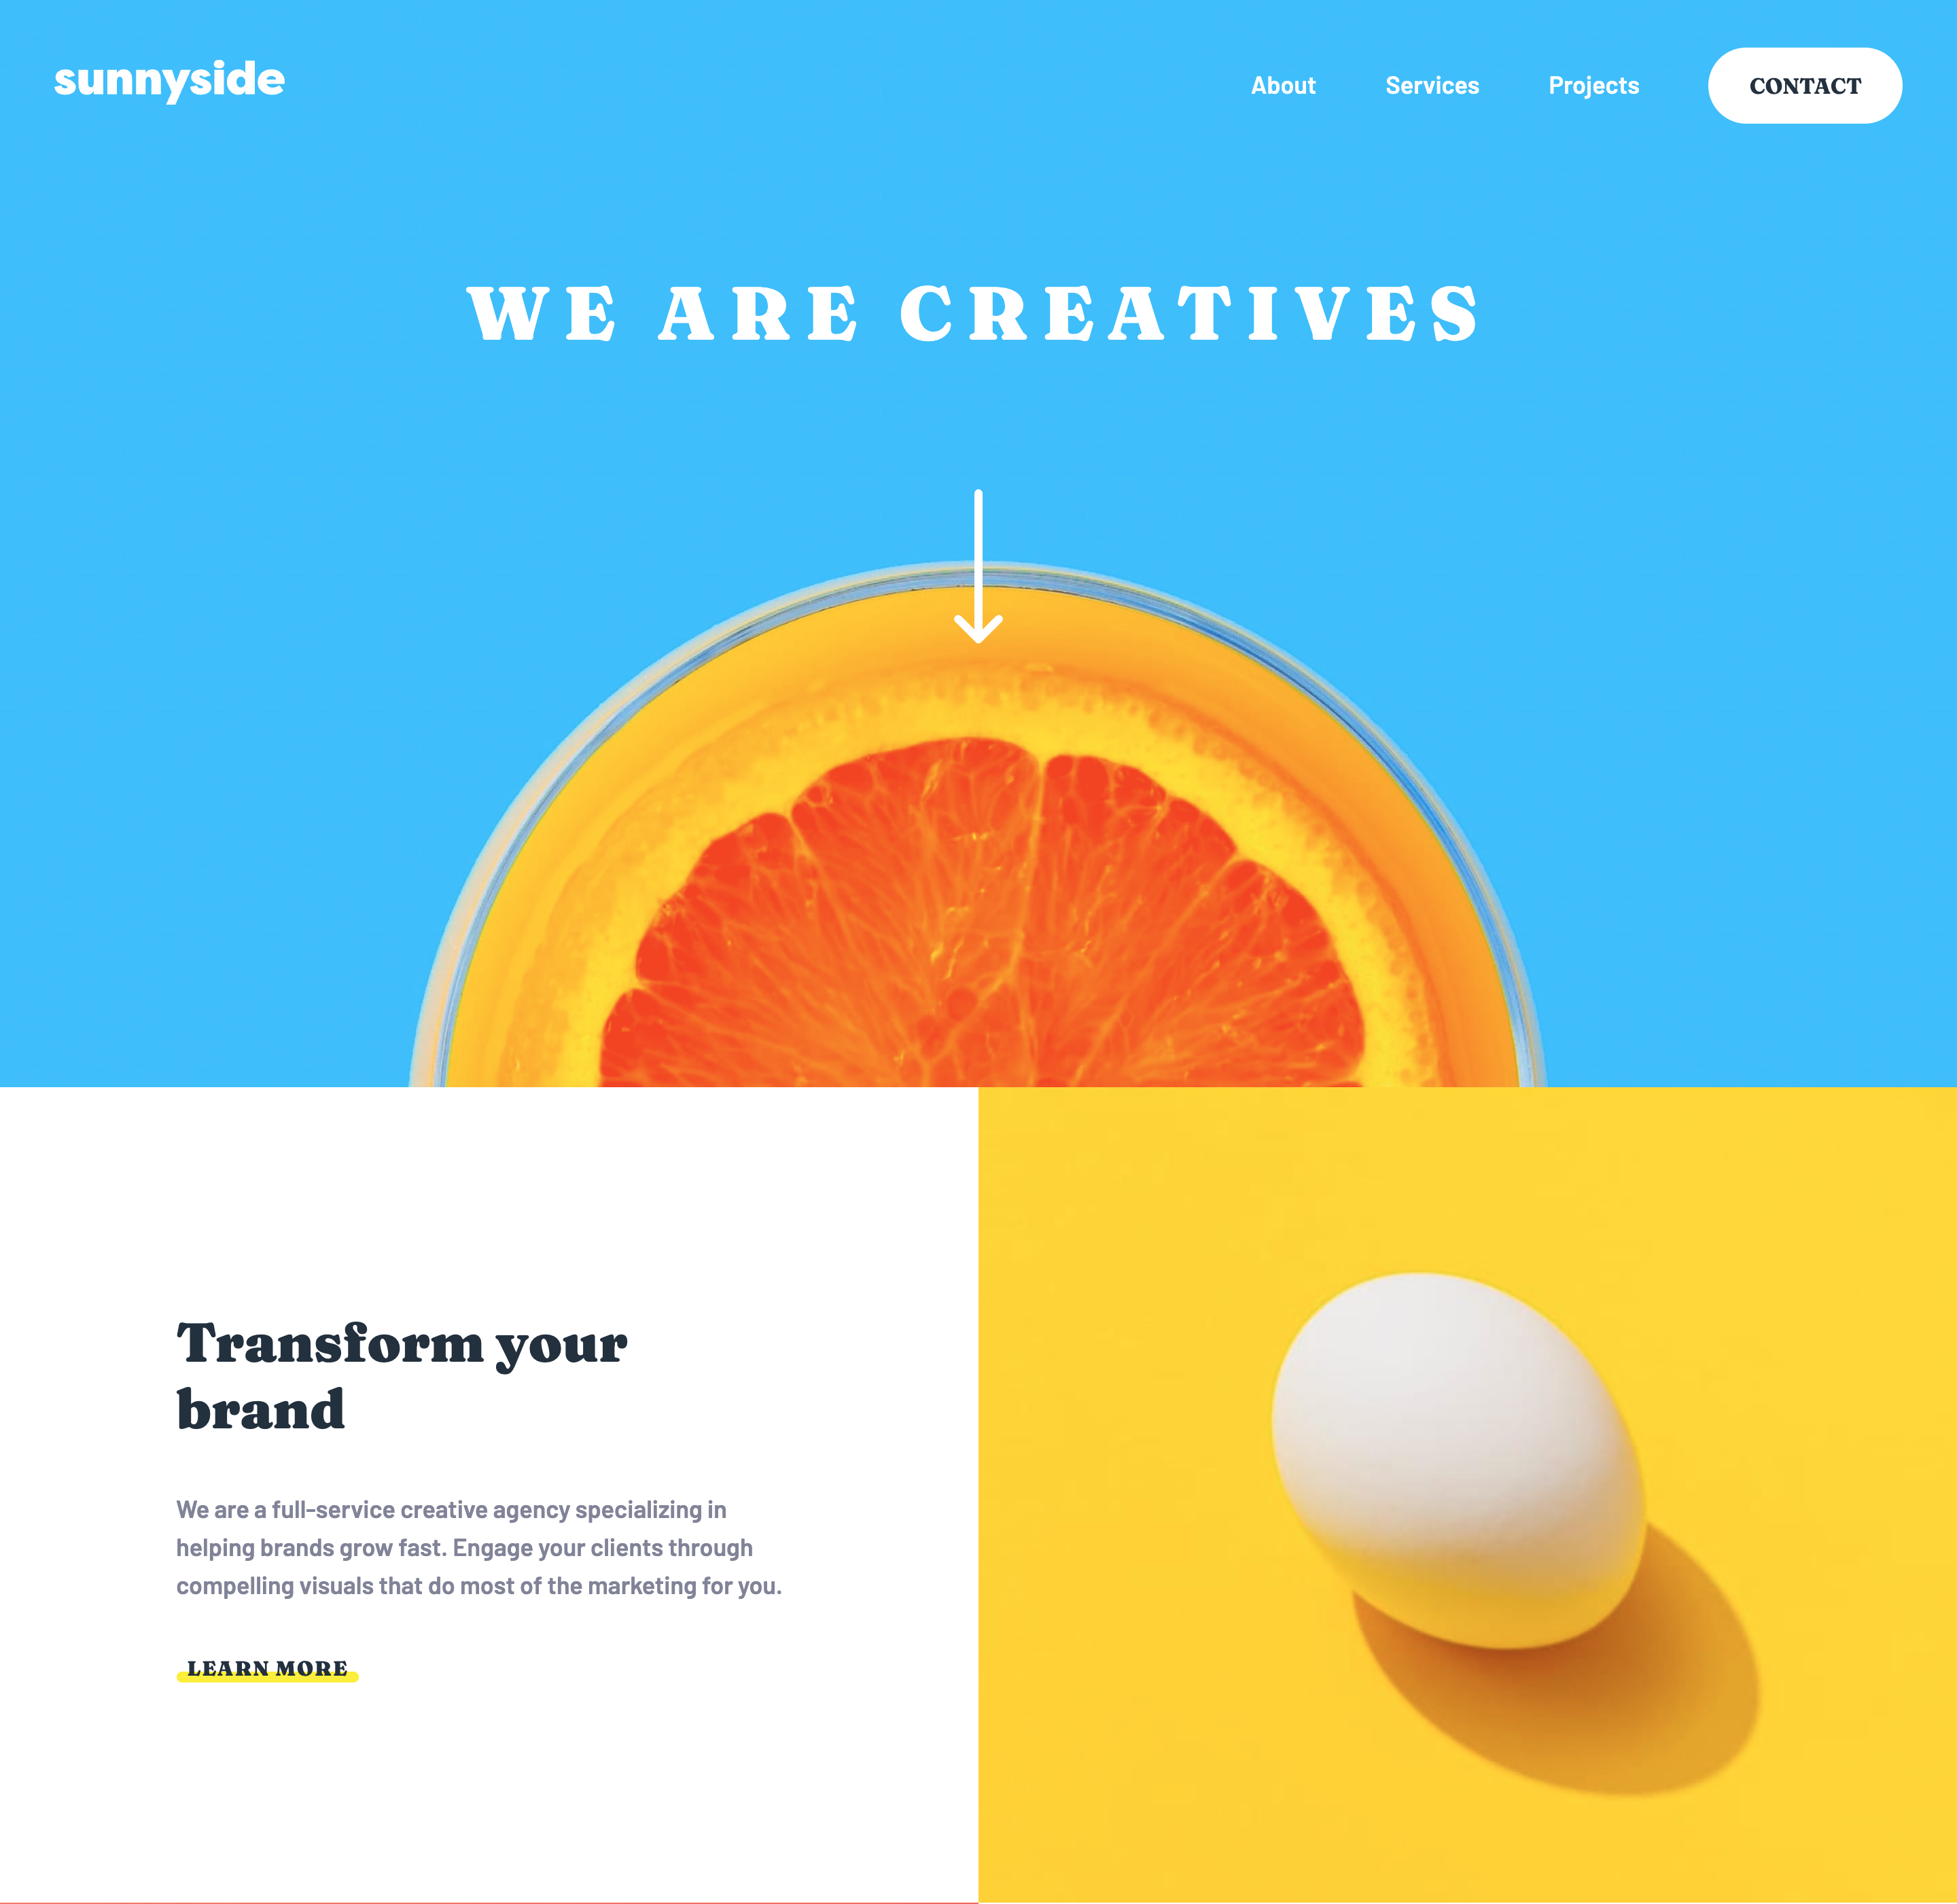 sunnyside
About Services Projects CONTACT
WE ARE CREATIVES
Transform your
brand
We are a full-service creative agency specializing in
helping brands grow fast. Engage your clients through
compelling visuals that do most of the marketing for you.
LEARN MORE